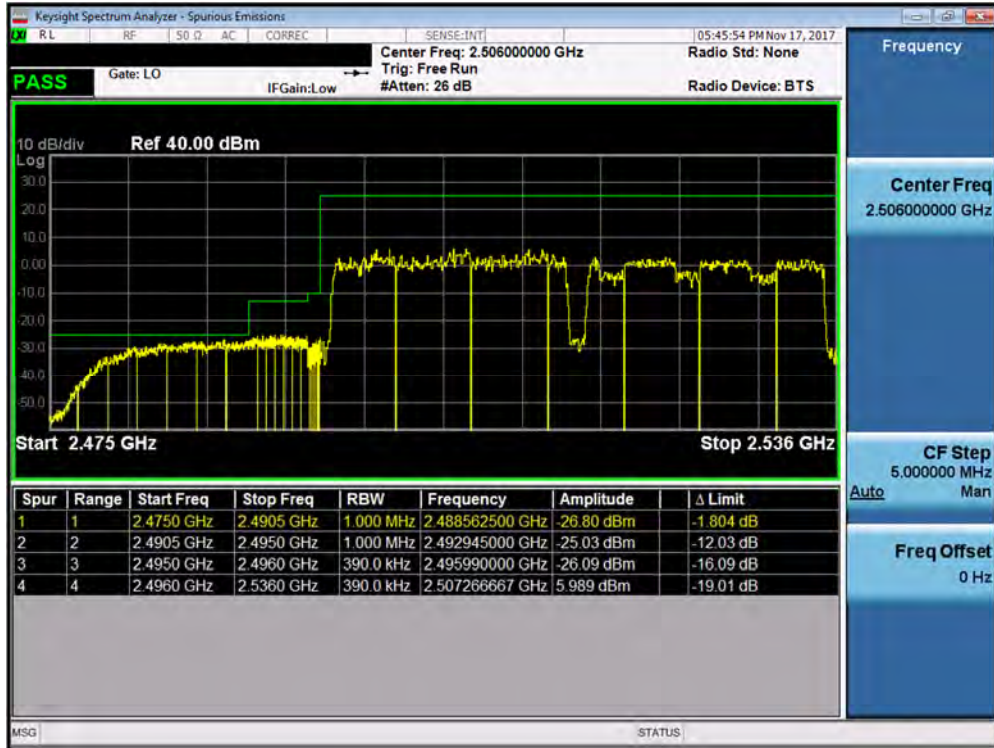 Keysight Spectrum Analyzer - Spurious Emissions
LXI RL RF 50 Ω AC CORREC SENSE:INT 05:45:54 PM Nov 17, 2017
Center Freq: 2.506000000 GHz Radio Std: None
Trig: Free Run
PASS Gate: LO IFGain:Low #Atten: 26 dB Radio Device: BTS
10 dB/div Ref 40.00 dBm
Log
30.0
20.0
10.0
0.00
-10.0
-20.0
-30.0
-40.0
-50.0
Start 2.475 GHz Stop 2.536 GHz
Spur Range Start Freq Stop Freq RBW Frequency Amplitude Δ Limit
1 1 2.4750 GHz 2.4905 GHz 1.000 MHz 2.488562500 GHz -26.80 dBm -1.804 dB
2 2 2.4905 GHz 2.4950 GHz 1.000 MHz 2.492945000 GHz -25.03 dBm -12.03 dB
3 3 2.4950 GHz 2.4960 GHz 390.0 kHz 2.495990000 GHz -26.09 dBm -16.09 dB
4 4 2.4960 GHz 2.5360 GHz 390.0 kHz 2.507266667 GHz 5.989 dBm -19.01 dB
Frequency
Center Freq
2.506000000 GHz
CF Step
5.000000 MHz
Auto Man
Freq Offset
0 Hz
MSG STATUS